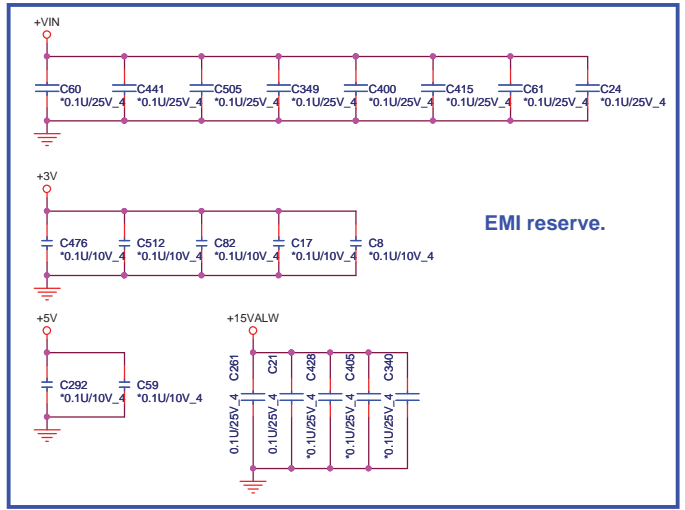 +VIN
C60
*0.1U/25V_4
C441
*0.1U/25V_4
C505
*0.1U/25V_4
C349
*0.1U/25V_4
C400
*0.1U/25V_4
C415
*0.1U/25V_4
C61
*0.1U/25V_4
C24
*0.1U/25V_4
+3V
C476
*0.1U/10V_4
C512
*0.1U/10V_4
C82
*0.1U/10V_4
C17
*0.1U/10V_4
C8
*0.1U/10V_4
EMI reserve.
+5V
C292
*0.1U/10V_4
C59
*0.1U/10V_4
+15VALW
C261
0.1U/25V_4
C21
0.1U/25V_4
C428
*0.1U/25V_4
C405
*0.1U/25V_4
C340
*0.1U/25V_4